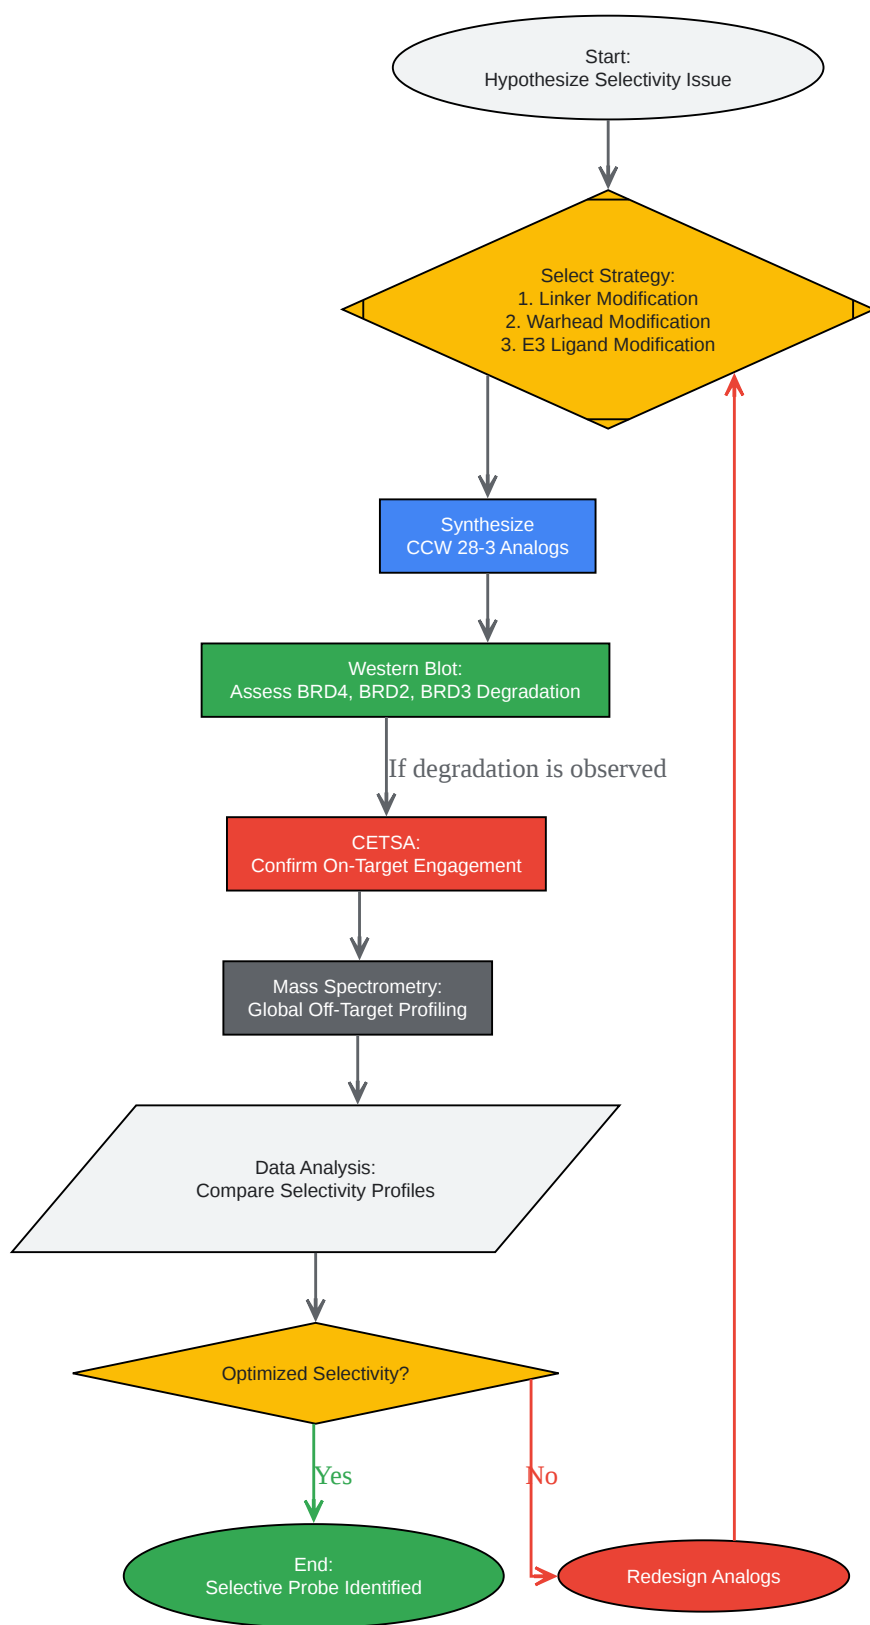 Start:
Hypothesize Selectivity Issue
Select Strategy:
1. Linker Modification
2. Warhead Modification
3. E3 Ligand Modification
Synthesize
CCW 28-3 Analogs
Western Blot:
Assess BRD4, BRD2, BRD3 Degradation
If degradation is observed
CETSA:
Confirm On-Target Engagement
Mass Spectrometry:
Global Off-Target Profiling
Data Analysis:
Compare Selectivity Profiles
Optimized Selectivity?
Yes
No
End:
Selective Probe Identified
Redesign Analogs